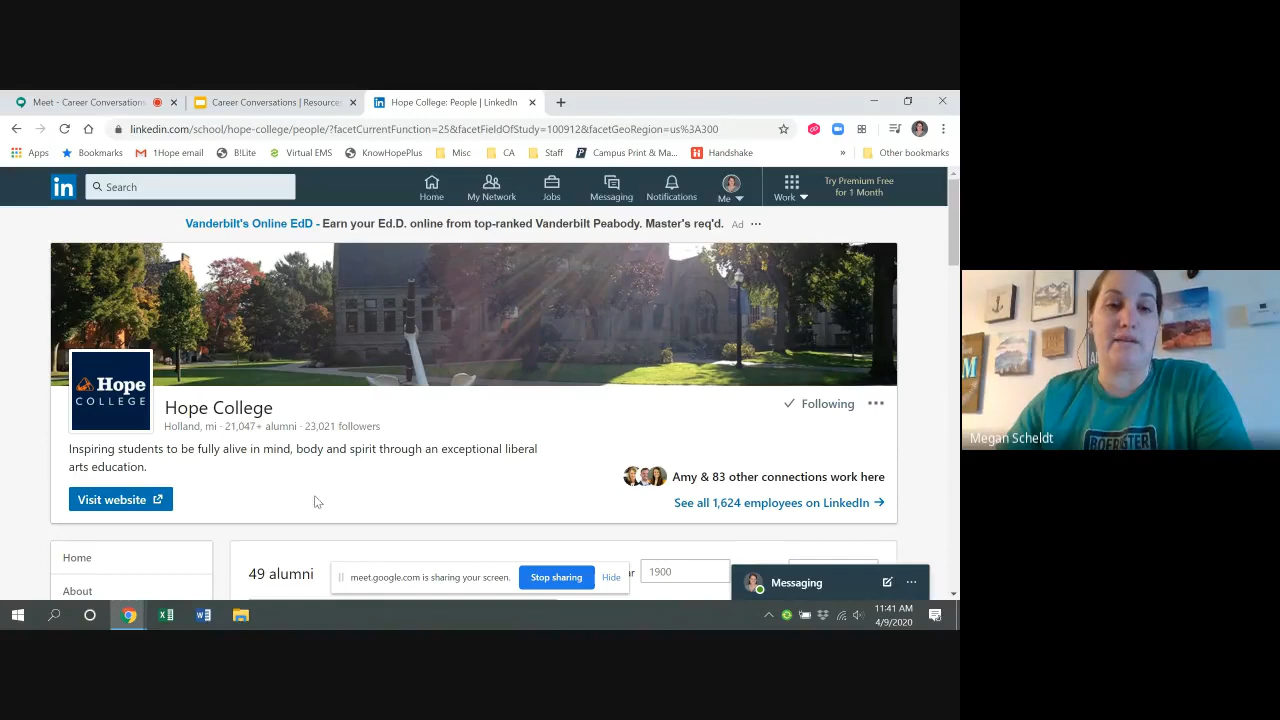 Meet - Career Conversations
Career Conversations | Resources
Hope College: People | LinkedIn
linkedin.com/school/hope-college/people/?facetCurrentFunction=25&facetFieldOfStudy=100912&facetGeoRegion=us%3A300
Apps Bookmarks 1Hope email B!Lite Virtual EMS KnowHopePlus Misc CA Staff Campus Print & Ma... Handshake » Other bookmarks
in Search Home My Network Jobs Messaging Notifications Me Work
Try Premium Free
for 1 Month
Vanderbilt's Online EdD - Earn your Ed.D. online from top-ranked Vanderbilt Peabody. Master's req'd. Ad
Hope
COLLEGE
Hope College
Following
Holland, mi · 21,047+ alumni · 23,021 followers
Inspiring students to be fully alive in mind, body and spirit through an exceptional liberal
arts education.
Amy & 83 other connections work here
Visit website
See all 1,624 employees on LinkedIn
Home
About
49 alumni
1900
meet.google.com is sharing your screen. Stop sharing Hide
Messaging
11:41 AM
4/9/2020
Megan Scheldt